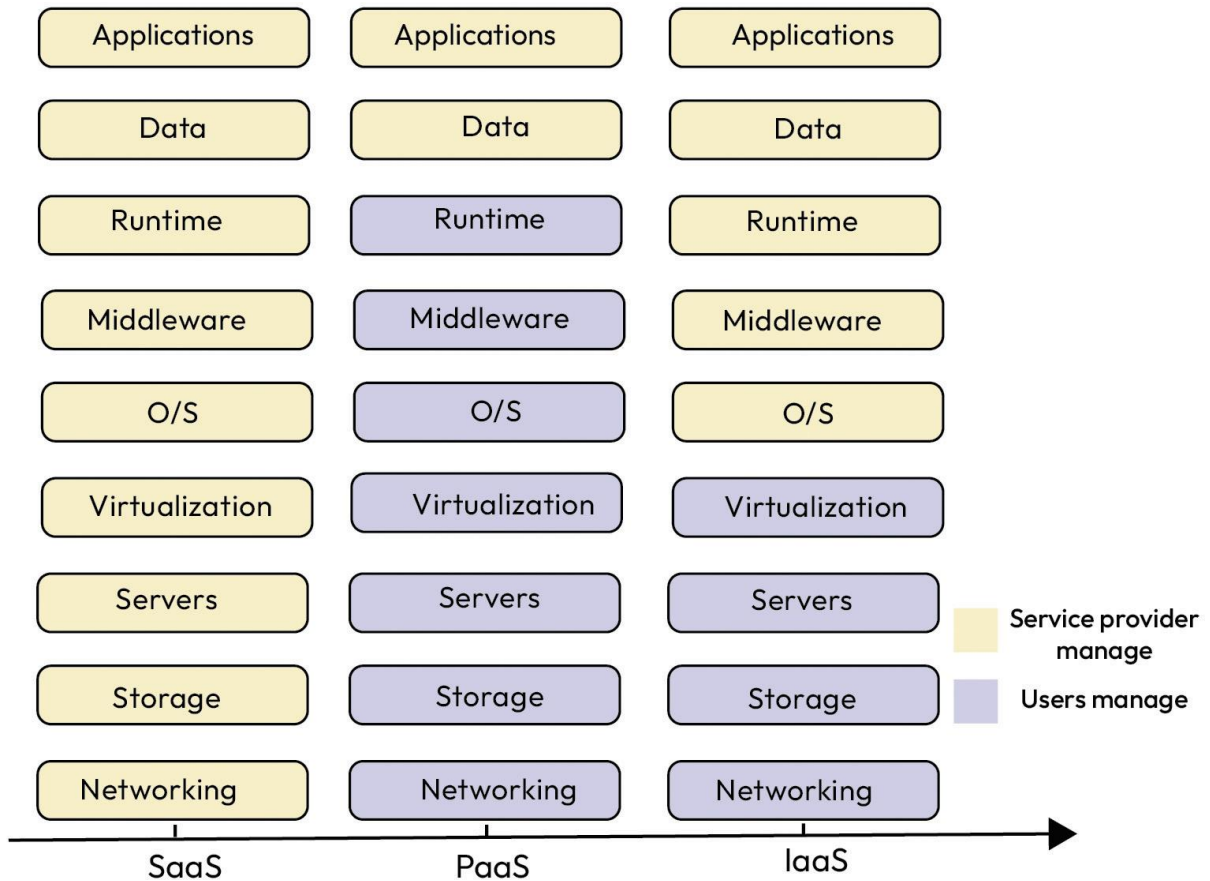 Applications
Applications
Applications
Data
Data
Data
Runtime
Runtime
Runtime
Middleware
Middleware
Middleware
O/S
O/S
O/S
Virtualization
Virtualization
Virtualization
Servers
Servers
Servers
Storage
Storage
Storage
Networking
Networking
Networking
SaaS
PaaS
IaaS
Service provider
manage
Users manage